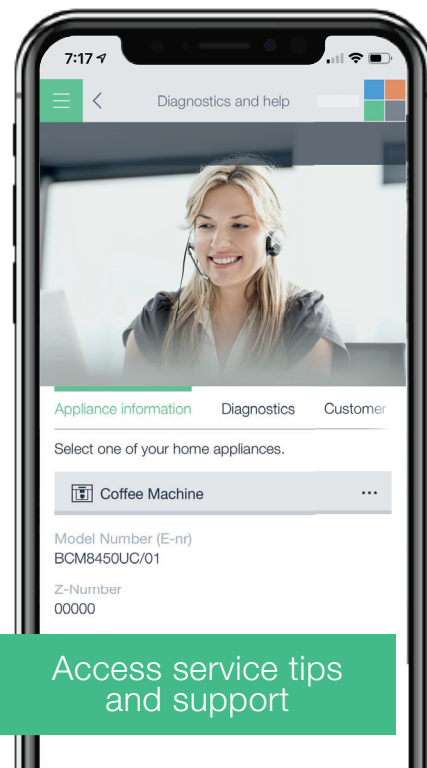 7:17
Diagnostics and help
Appliance information Diagnostics Customer
Select one of your home appliances.
Coffee Machine ...
Model Number (E-nr)
BCM8450UC/01
Z-Number
00000
Access service tips
and support